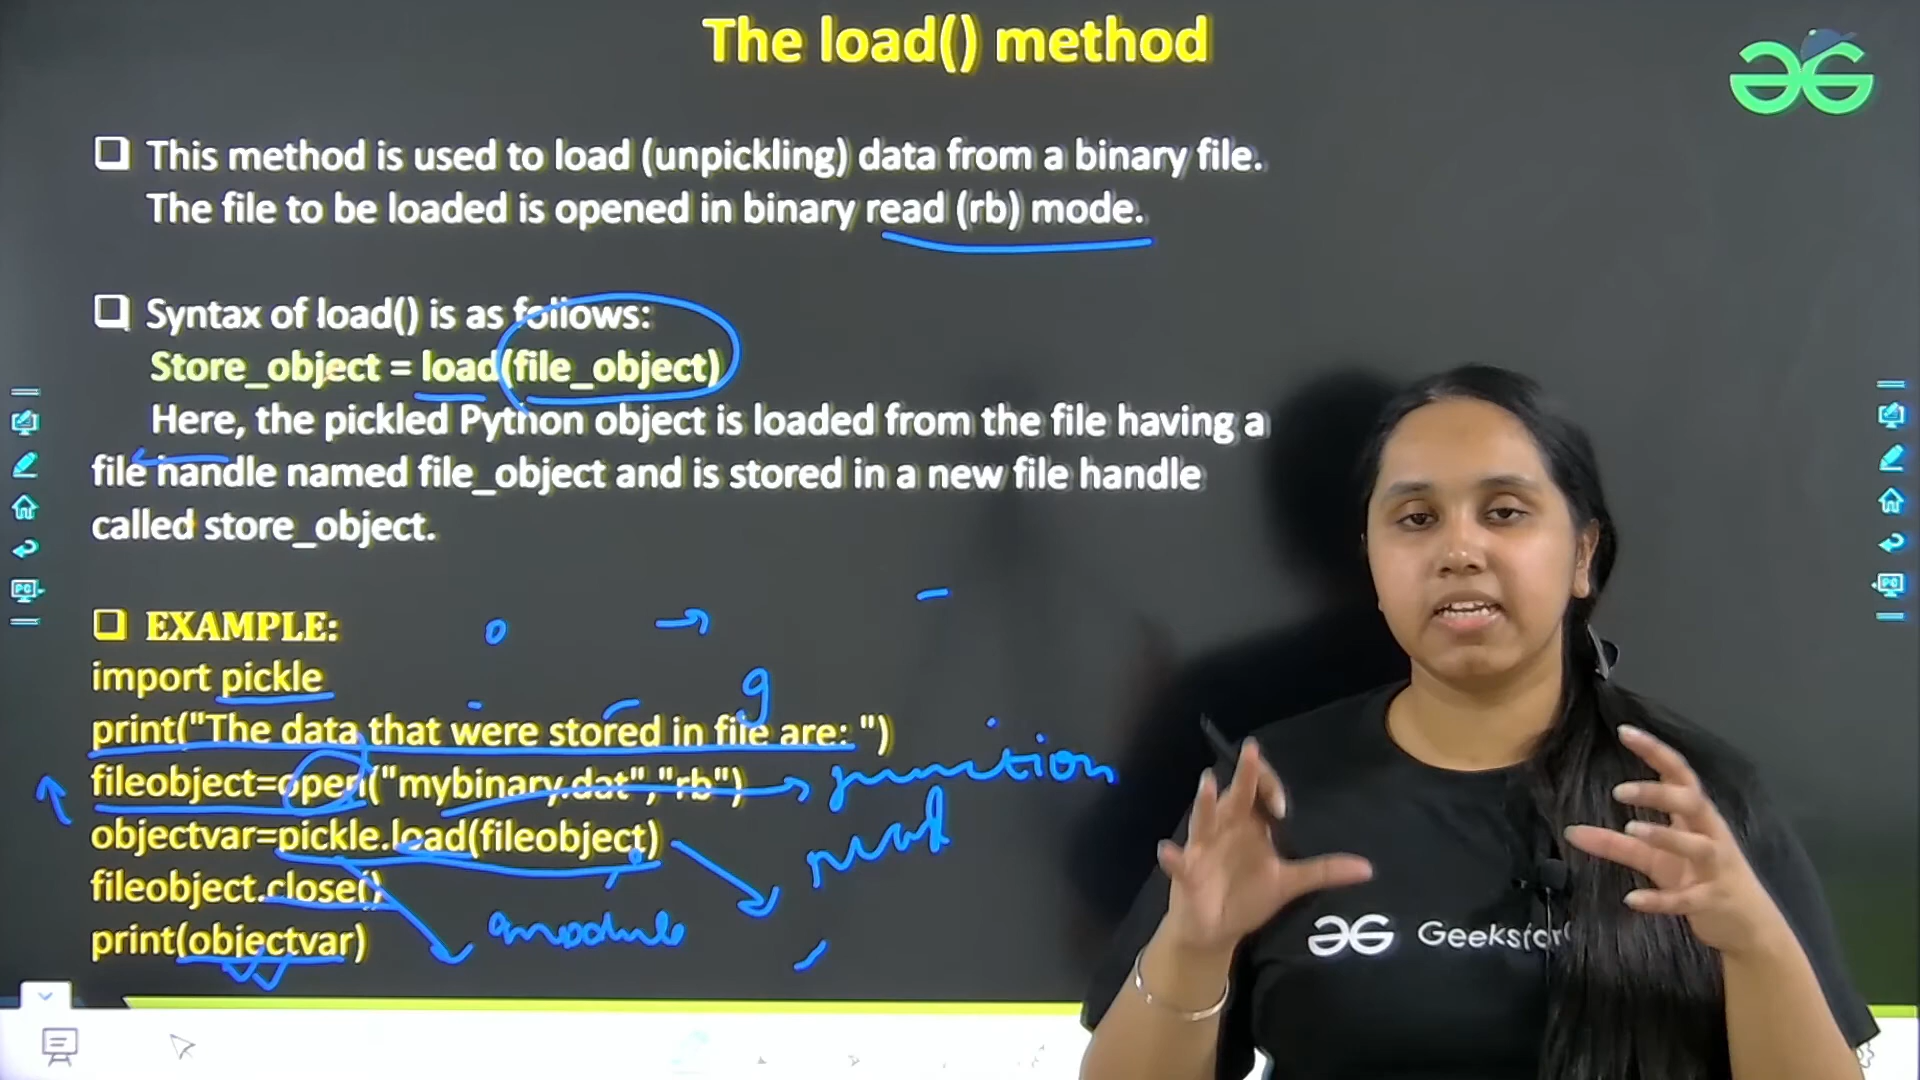 The load() method
This method is used to load (unpickling) data from a binary file.
The file to be loaded is opened in binary read (rb) mode.
Syntax of load() is as follows:
Store_object = load(file_object)
Here, the pickled Python object is loaded from the file having a
file handle named file_object and is stored in a new file handle
called store_object.
EXAMPLE:
import pickle
print("The data that were stored in file are: ")
fileobject=open("mybinary.dat","rb")
function
objectvar=pickle.load(fileobject)
read
fileobject.close()
module
print(objectvar)
PC
PC
GeeksforG